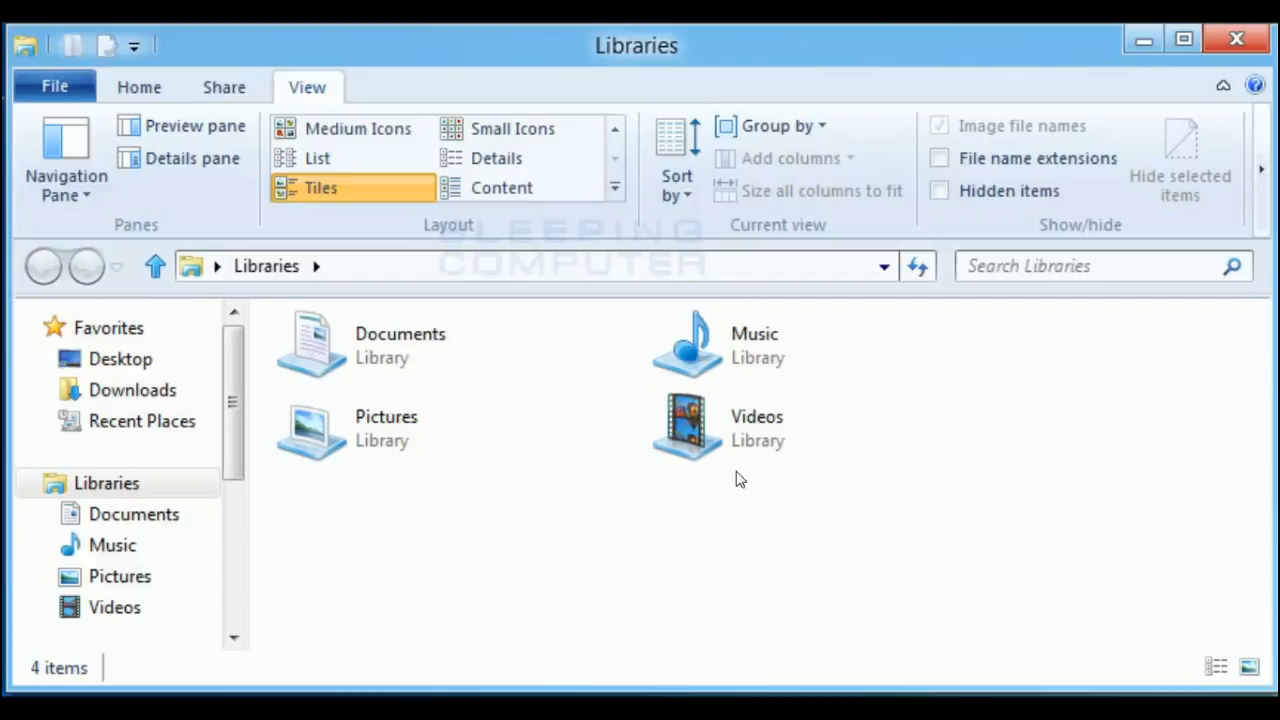 Libraries
File
Home
Share
View
Navigation
Pane
Preview pane
Details pane
Panes
Medium Icons
Small Icons
List
Details
Tiles
Content
Layout
Sort
by
Group by
Add columns
Size all columns to fit
Current view
Image file names
File name extensions
Hidden items
Hide selected
items
Show/hide
Libraries
Search Libraries
SLEEPING
COMPUTER
Favorites
Desktop
Downloads
Recent Places
Libraries
Documents
Music
Pictures
Videos
Documents
Library
Music
Library
Pictures
Library
Videos
Library
4 items